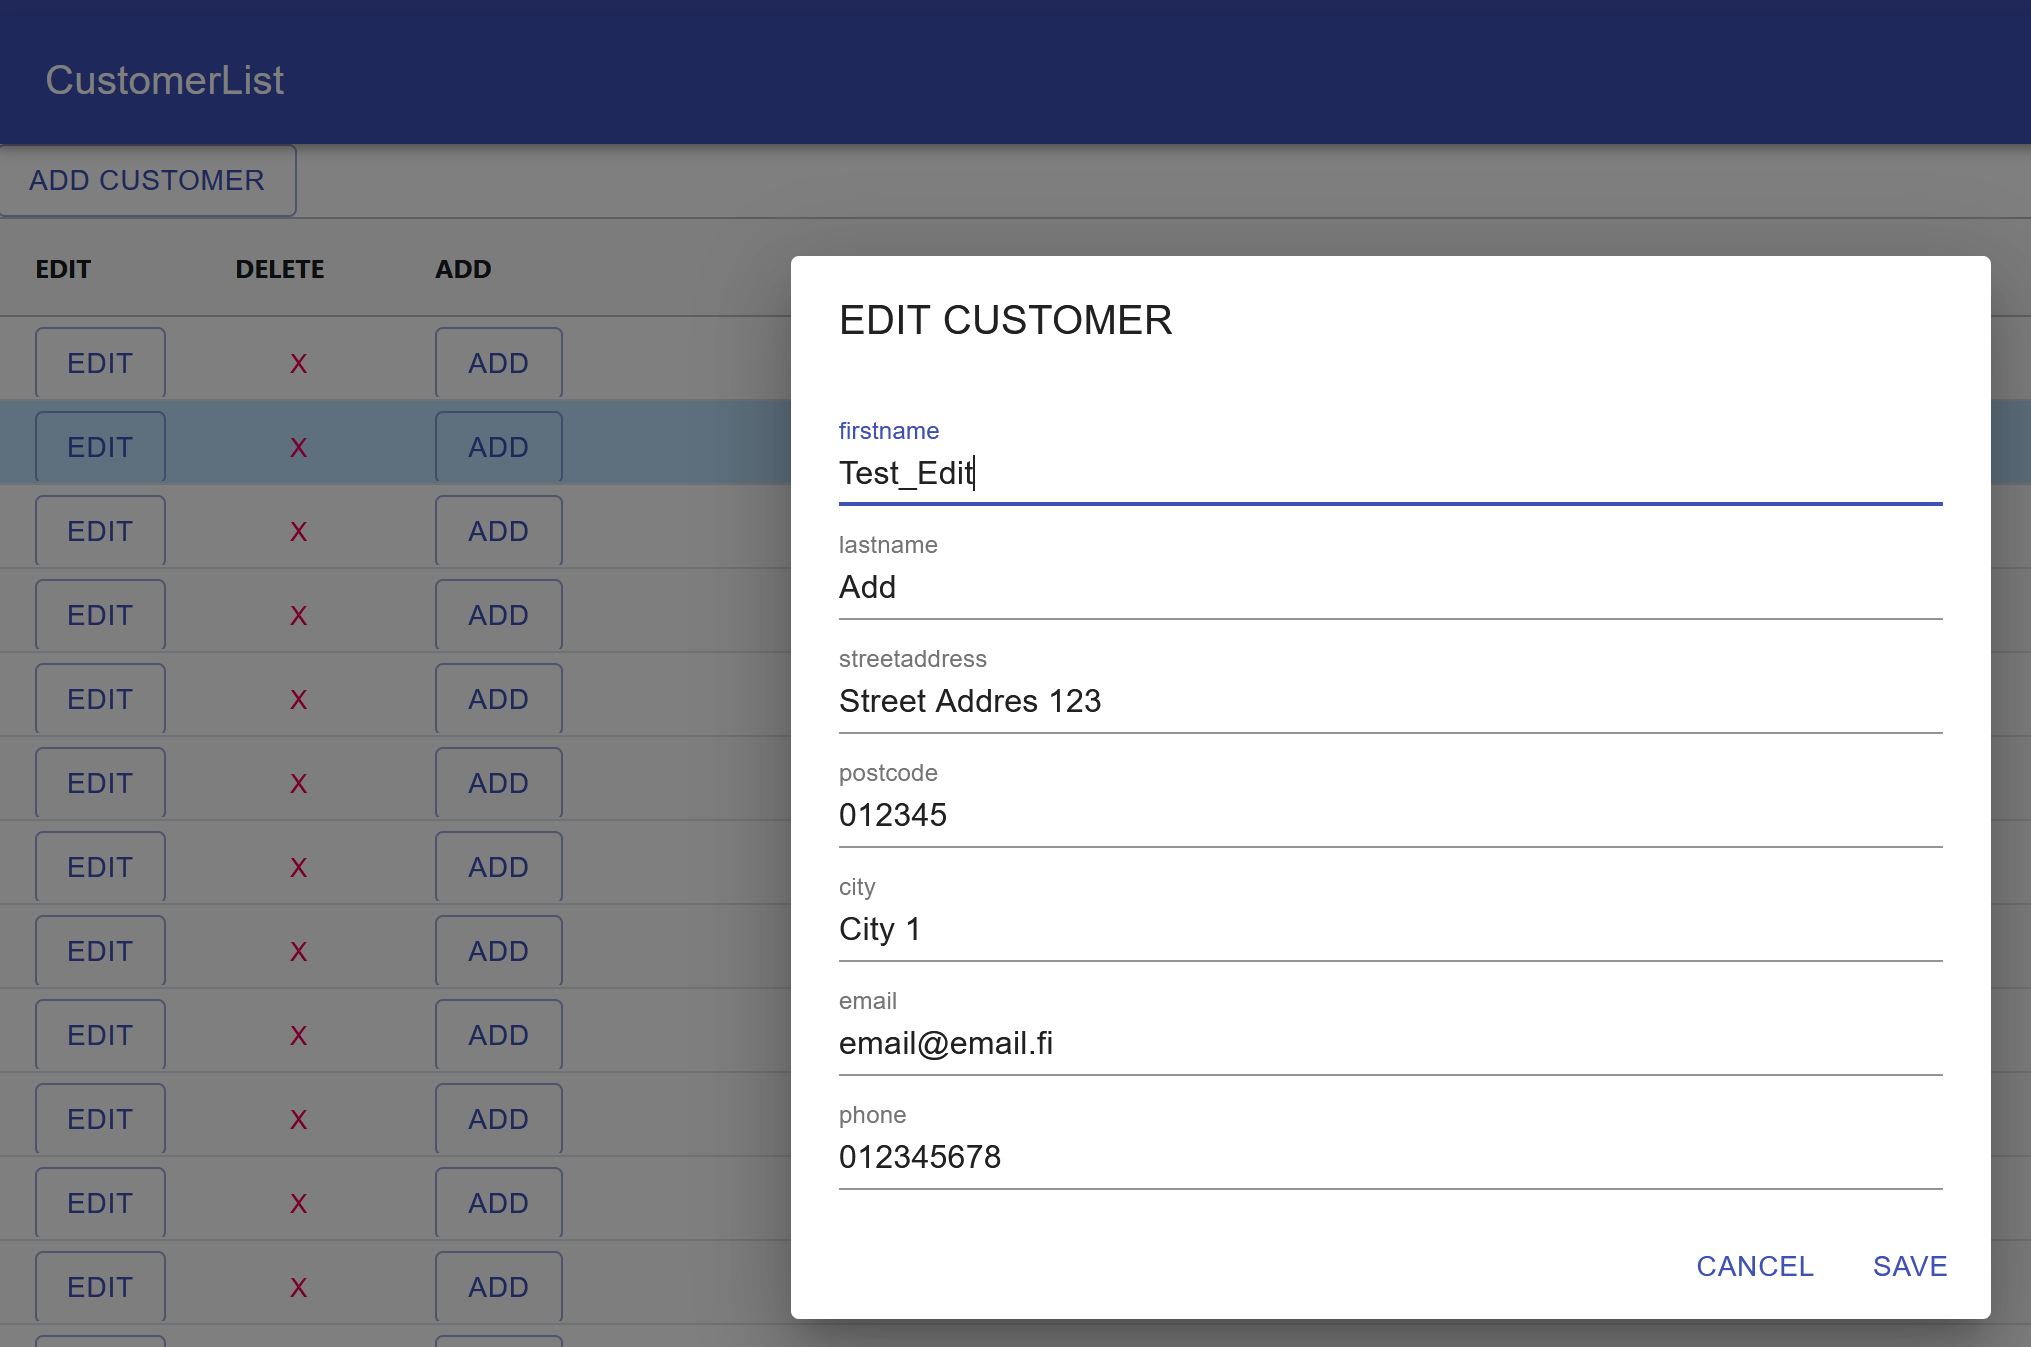 CustomerList
ADD CUSTOMER
EDIT DELETE ADD
EDIT X ADD
EDIT X ADD
EDIT X ADD
EDIT X ADD
EDIT X ADD
EDIT X ADD
EDIT X ADD
EDIT X ADD
EDIT X ADD
EDIT X ADD
EDIT X ADD
EDIT X ADD
EDIT CUSTOMER
firstname
Test_Edit
lastname
Add
streetaddress
Street Addres 123
postcode
012345
city
City 1
email
email@email.fi
phone
012345678
CANCEL SAVE